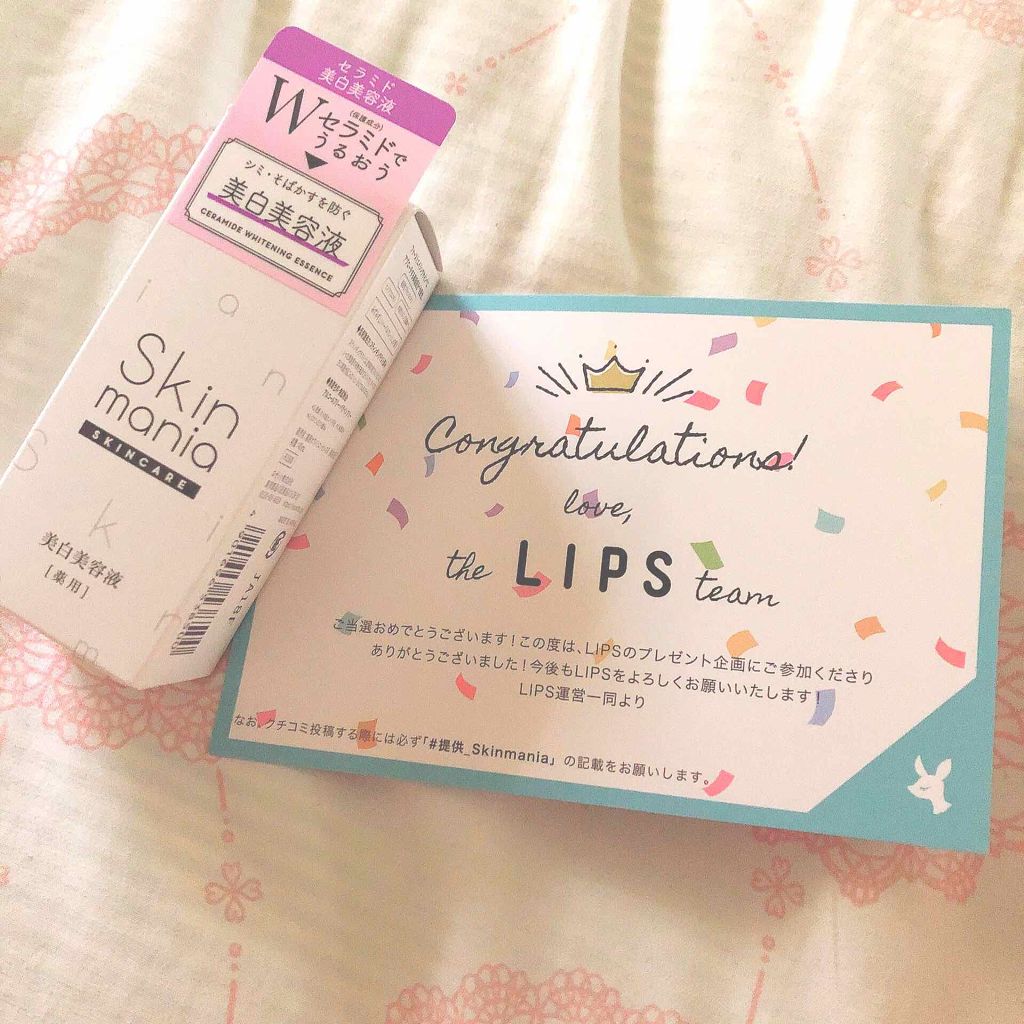 セラミド
美白美容液
(保護成分)
Wセラミドで
うるおう
シミ・そばかすを防ぐ
美白美容液
CERAMIDE WHITENING ESSENCE
Skin
mania
SKINCARE
美白美容液
[薬用]
Congratulations!
love,
the LIPS team
ご当選おめでとうございます！この度は、LIPSのプレゼント企画にご参加くださり
ありがとうございました！今後もLIPSをよろしくお願いいたします！
LIPS運営一同より
なお、クチコミ投稿する際には必ず「#提供_Skinmania」の記載をお願いします。